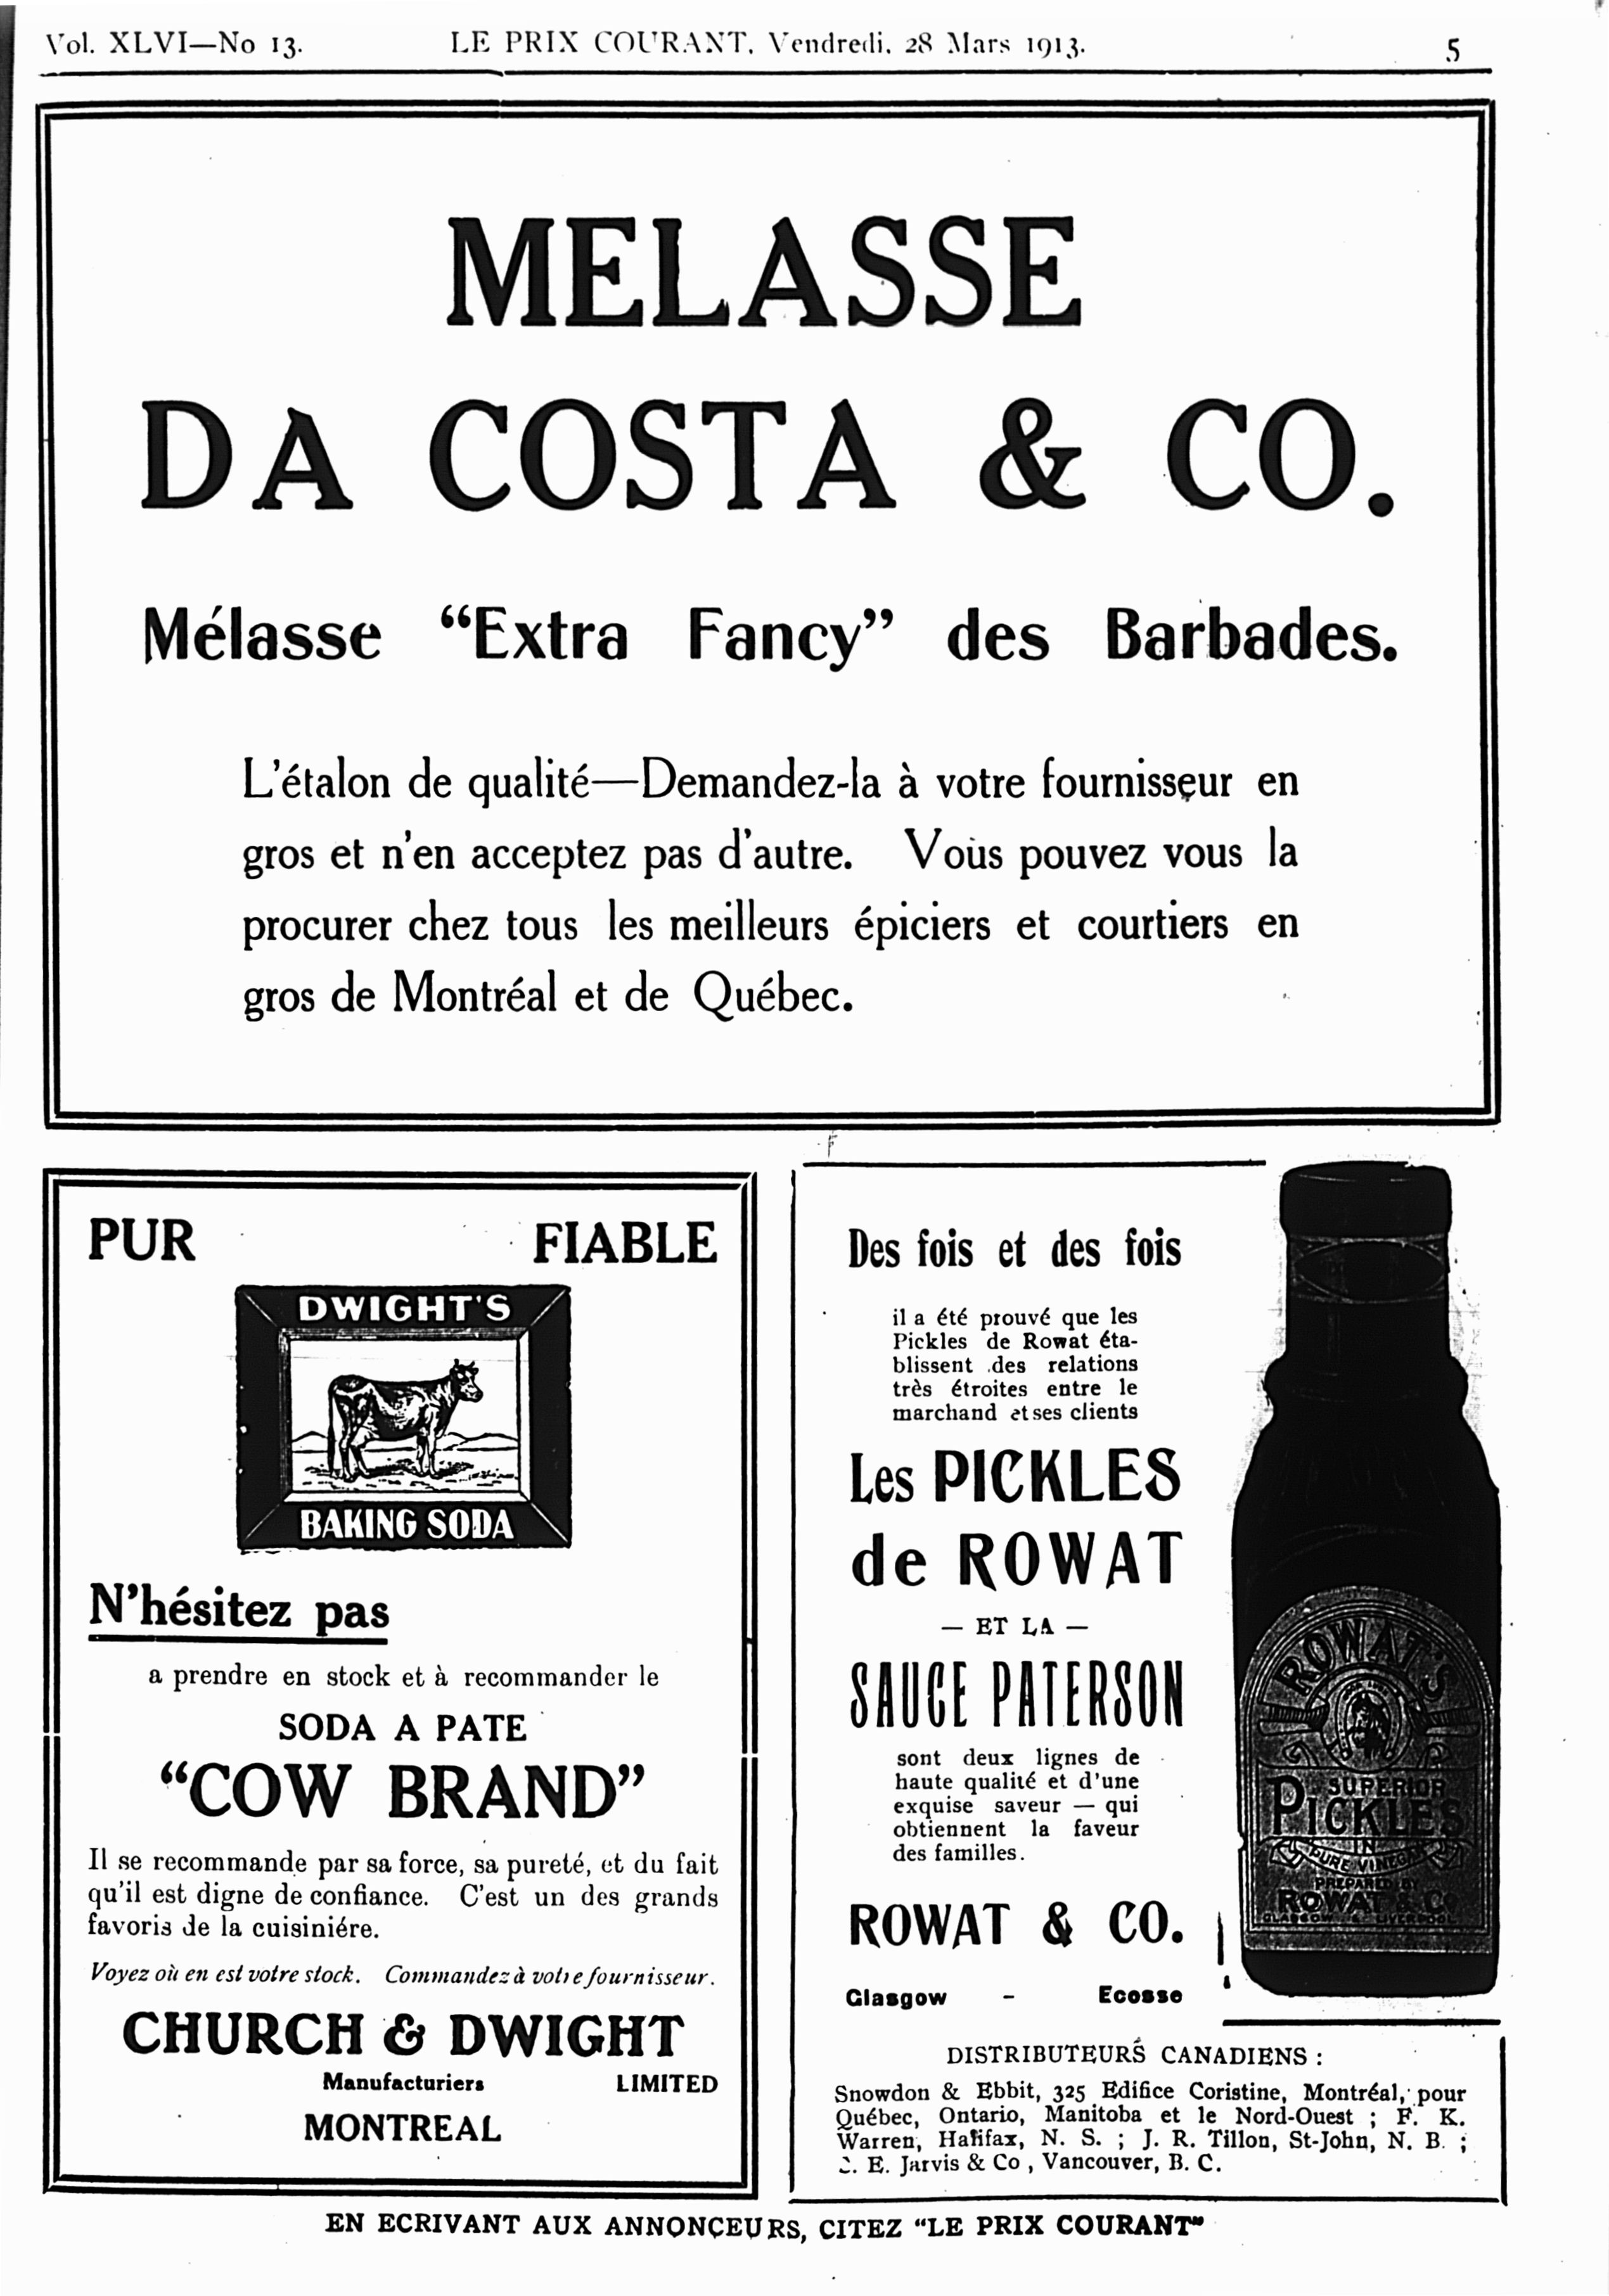 Vol. XLVI—No 13.
LE PRIX COURANT, Vendredi, 28 Mars 1913.
5
MELASSE
DA COSTA & CO.
Mélasse “Extra Fancy” des Barbades.
L'étalon de qualité—Demandez-la à votre fournisseur en
gros et n'en acceptez pas d'autre. Vous pouvez vous la
procurer chez tous les meilleurs épiciers et courtiers en
gros de Montréal et de Québec.
PUR FIABLE
DWIGHT'S
BAKING SODA
N'hésitez pas
a prendre en stock et à recommander le
SODA A PATE
“COW BRAND”
Il se recommande par sa force, sa pureté, et du fait
qu'il est digne de confiance. C'est un des grands
favoris de la cuisiniére.
Voyez où en est votre stock. Commandez à votre fournisseur.
CHURCH & DWIGHT
Manufacturiers LIMITED
MONTREAL
Des fois et des fois
il a été prouvé que les
Pickles de Rowat éta-
blissent des relations
très étroites entre le
marchand et ses clients
Les PICKLES
de ROWAT
— ET LA —
SAUCE PATERSON
sont deux lignes de
haute qualité et d'une
exquise saveur — qui
obtiennent la faveur
des familles.
ROWAT & CO.
Glasgow - Ecosse
ROWAT'S
SUPERIOR
PICKLES
IN
PURE VINEGAR
PREPARED BY
ROWAT & CO
GLASGOW & LIVERPOOL
DISTRIBUTEURS CANADIENS :
Snowdon & Ebbit, 325 Edifice Coristine, Montréal, pour
Québec, Ontario, Manitoba et le Nord-Ouest ; F. K.
Warren, Halifax, N. S. ; J. R. Tillon, St-John, N. B. ;
E. Jarvis & Co , Vancouver, B. C.
EN ECRIVANT AUX ANNONCEURS, CITEZ “LE PRIX COURANT”